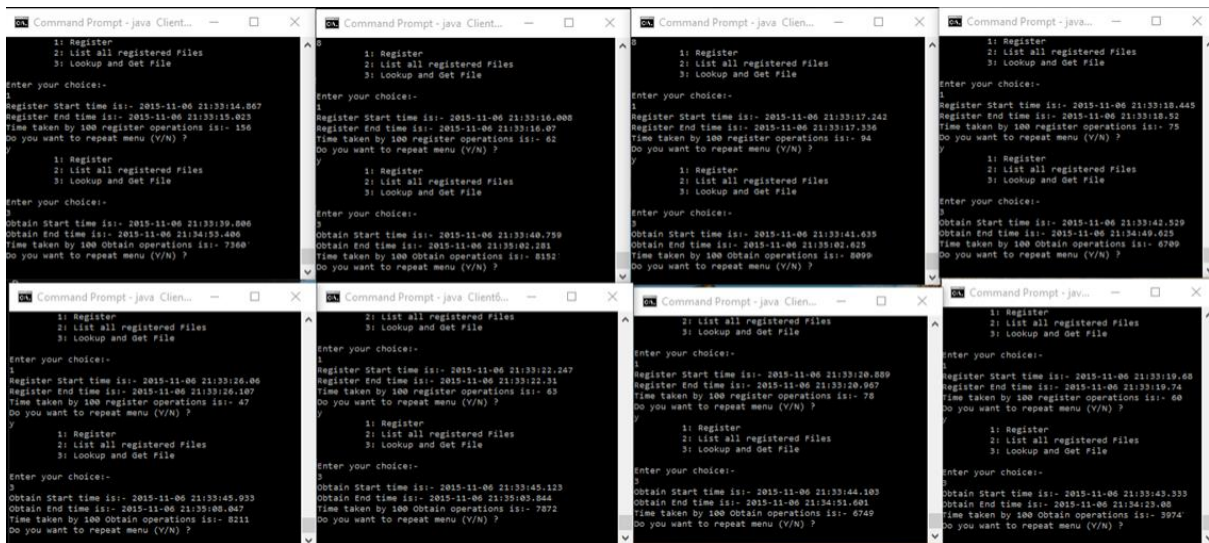 Command Prompt - java Client...
1: Register
2: List all registered Files
3: Lookup and Get File
Enter your choice:-
1
Register Start time is:- 2015-11-06 21:33:14.867
Register End time is:- 2015-11-06 21:33:15.023
Time taken by 100 register operations is:- 156
Do you want to repeat menu (Y/N) ?
y
1: Register
2: List all registered Files
3: Lookup and Get File
Enter your choice:-
3
Obtain Start time is:- 2015-11-06 21:33:39.806
Obtain End time is:- 2015-11-06 21:34:53.406
Time taken by 100 Obtain operations is:- 7360
Do you want to repeat menu (Y/N) ?
Command Prompt - java Client...
8
1: Register
2: List all registered Files
3: Lookup and Get File
Enter your choice:-
1
Register Start time is:- 2015-11-06 21:33:16.008
Register End time is:- 2015-11-06 21:33:16.07
Time taken by 100 register operations is:- 62
Do you want to repeat menu (Y/N) ?
y
1: Register
2: List all registered Files
3: Lookup and Get File
Enter your choice:-
3
Obtain Start time is:- 2015-11-06 21:33:40.759
Obtain End time is:- 2015-11-06 21:35:02.281
Time taken by 100 Obtain operations is:- 8152
Do you want to repeat menu (Y/N) ?
Command Prompt - java Clien...
8
1: Register
2: List all registered Files
3: Lookup and Get File
Enter your choice:-
1
Register Start time is:- 2015-11-06 21:33:17.242
Register End time is:- 2015-11-06 21:33:17.336
Time taken by 100 register operations is:- 94
Do you want to repeat menu (Y/N) ?
y
1: Register
2: List all registered Files
3: Lookup and Get File
Enter your choice:-
3
Obtain Start time is:- 2015-11-06 21:33:41.635
Obtain End time is:- 2015-11-06 21:35:02.625
Time taken by 100 Obtain operations is:- 8099
Do you want to repeat menu (Y/N) ?
Command Prompt - java...
1: Register
2: List all registered Files
3: Lookup and Get File
Enter your choice:-
1
Register Start time is:- 2015-11-06 21:33:18.445
Register End time is:- 2015-11-06 21:33:18.52
Time taken by 100 register operations is:- 75
Do you want to repeat menu (Y/N) ?
y
1: Register
2: List all registered Files
3: Lookup and Get File
Enter your choice:-
3
Obtain Start time is:- 2015-11-06 21:33:42.529
Obtain End time is:- 2015-11-06 21:34:49.625
Time taken by 100 Obtain operations is:- 6709
Do you want to repeat menu (Y/N) ?
Command Prompt - java Clien...
1: Register
2: List all registered Files
3: Lookup and Get File
Enter your choice:-
1
Register Start time is:- 2015-11-06 21:33:26.06
Register End time is:- 2015-11-06 21:33:26.107
Time taken by 100 register operations is:- 47
Do you want to repeat menu (Y/N) ?
y
1: Register
2: List all registered Files
3: Lookup and Get File
Enter your choice:-
3
Obtain Start time is:- 2015-11-06 21:33:45.933
Obtain End time is:- 2015-11-06 21:35:08.047
Time taken by 100 Obtain operations is:- 8211
Do you want to repeat menu (Y/N) ?
Command Prompt - java Client6...
1: Register
2: List all registered Files
3: Lookup and Get File
Enter your choice:-
1
Register Start time is:- 2015-11-06 21:33:22.247
Register End time is:- 2015-11-06 21:33:22.31
Time taken by 100 register operations is:- 63
Do you want to repeat menu (Y/N) ?
y
1: Register
2: List all registered Files
3: Lookup and Get File
Enter your choice:-
3
Obtain Start time is:- 2015-11-06 21:33:45.123
Obtain End time is:- 2015-11-06 21:35:03.844
Time taken by 100 Obtain operations is:- 7872
Do you want to repeat menu (Y/N) ?
Command Prompt - java Clien...
2: List all registered Files
3: Lookup and Get File
Enter your choice:-
1
Register Start time is:- 2015-11-06 21:33:20.889
Register End time is:- 2015-11-06 21:33:20.967
Time taken by 100 register operations is:- 78
Do you want to repeat menu (Y/N) ?
y
1: Register
2: List all registered Files
3: Lookup and Get File
Enter your choice:-
3
Obtain Start time is:- 2015-11-06 21:33:44.103
Obtain End time is:- 2015-11-06 21:34:51.601
Time taken by 100 Obtain operations is:- 6749
Do you want to repeat menu (Y/N) ?
Command Prompt - jav...
1: Register
2: List all registered Files
3: Lookup and Get File
Enter your choice:-
1
Register Start time is:- 2015-11-06 21:33:19.68
Register End time is:- 2015-11-06 21:33:19.74
Time taken by 100 register operations is:- 60
Do you want to repeat menu (Y/N) ?
y
1: Register
2: List all registered Files
3: Lookup and Get File
Enter your choice:-
3
Obtain Start time is:- 2015-11-06 21:33:43.333
Obtain End time is:- 2015-11-06 21:34:23.08
Time taken by 100 Obtain operations is:- 3974
Do you want to repeat menu (Y/N) ?